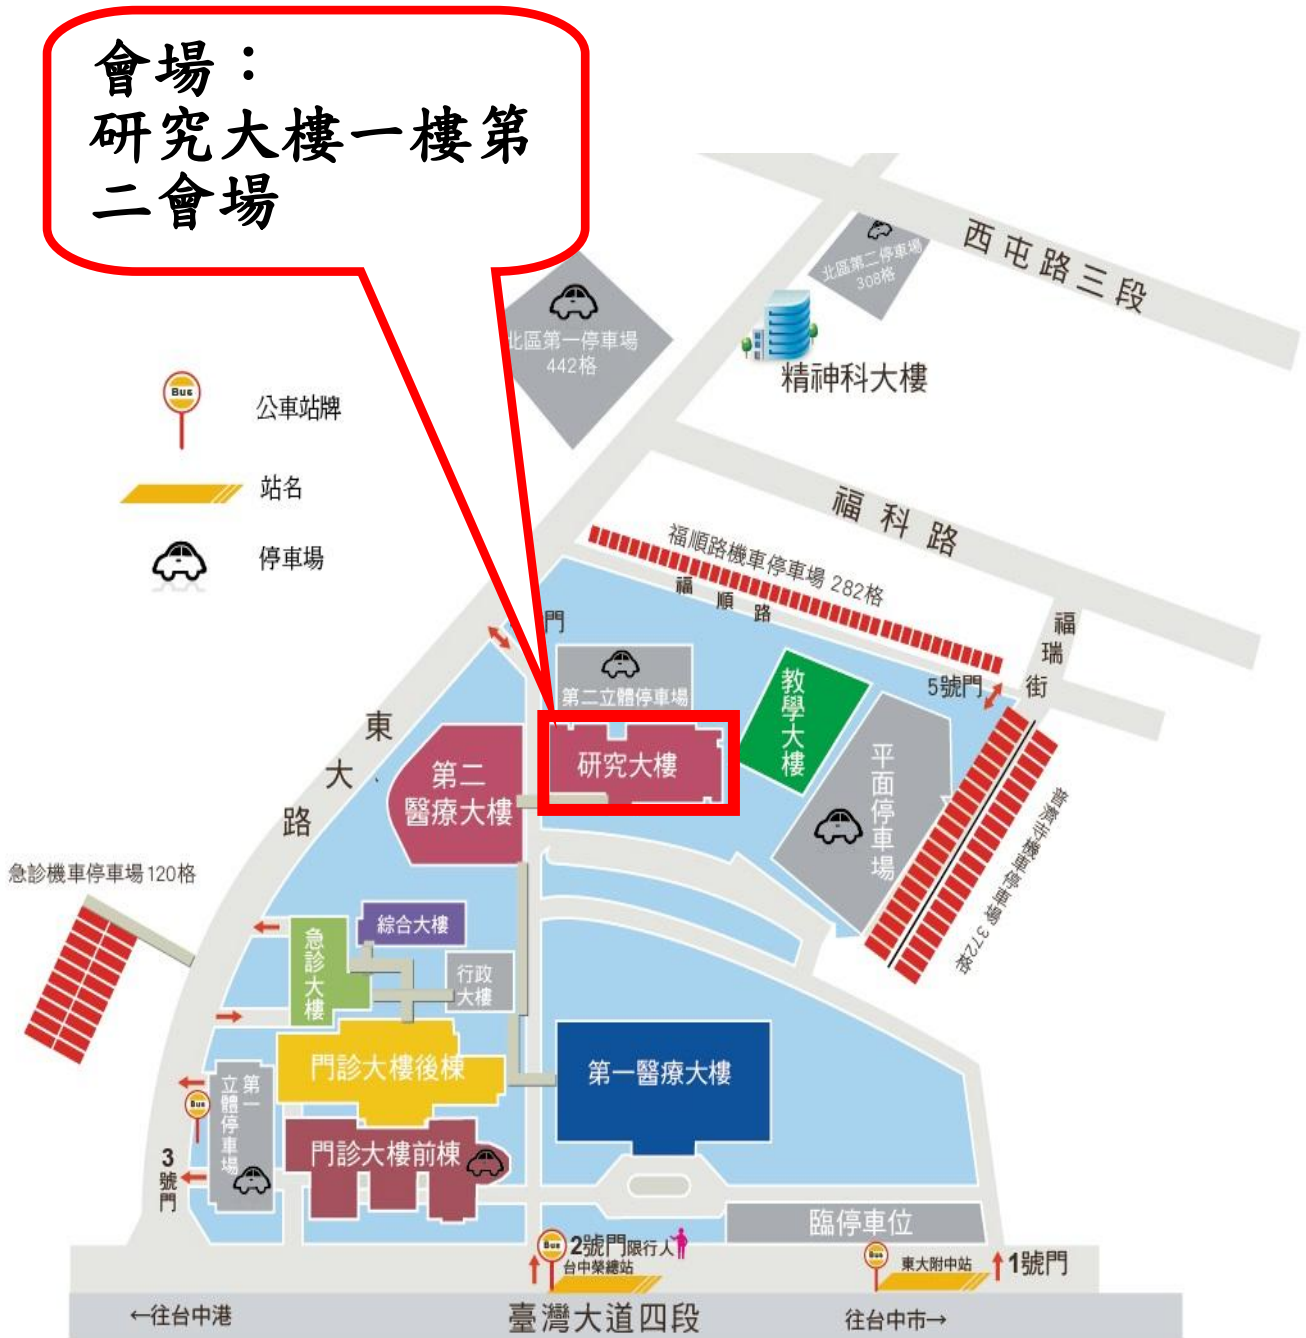 會場：
研究大樓一樓第
二會場
西屯路三段
北區第二停車場
308格
北區第一停車場
442格
精神科大樓
Bus
公車站牌
站名
停車場
福科路
福順路機車停車場 282格
福順路
福瑞街
門
5號門
第二立體停車場
教學大樓
研究大樓
平面停車場
東大路
第二
醫療大樓
普濟寺機車停車場 372格
急診機車停車場120格
綜合大樓
急診大樓
行政
大樓
門診大樓後棟
第一醫療大樓
第一
立體停車場
Bus
門診大樓前棟
3
號
門
臨停車位
Bus
2號門限行人
台中榮總站
Bus
東大附中站
1號門
←往台中港
臺灣大道四段
往台中市→